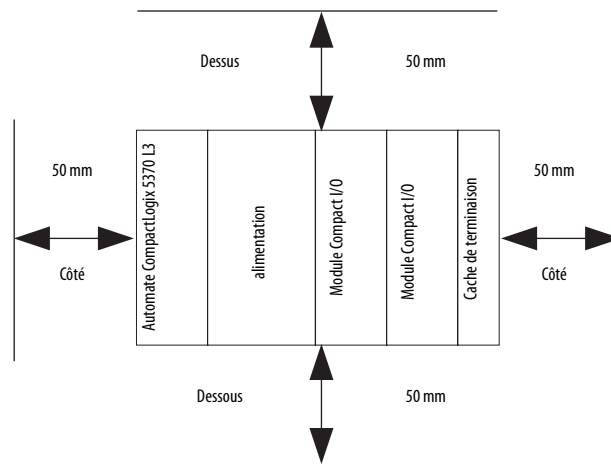 Dessus
50 mm
50 mm
Côté
Automate CompactLogix 5370 L3
alimentation
Module Compact I/O
Module Compact I/O
Cache de terminaison
50 mm
Côté
Dessous
50 mm